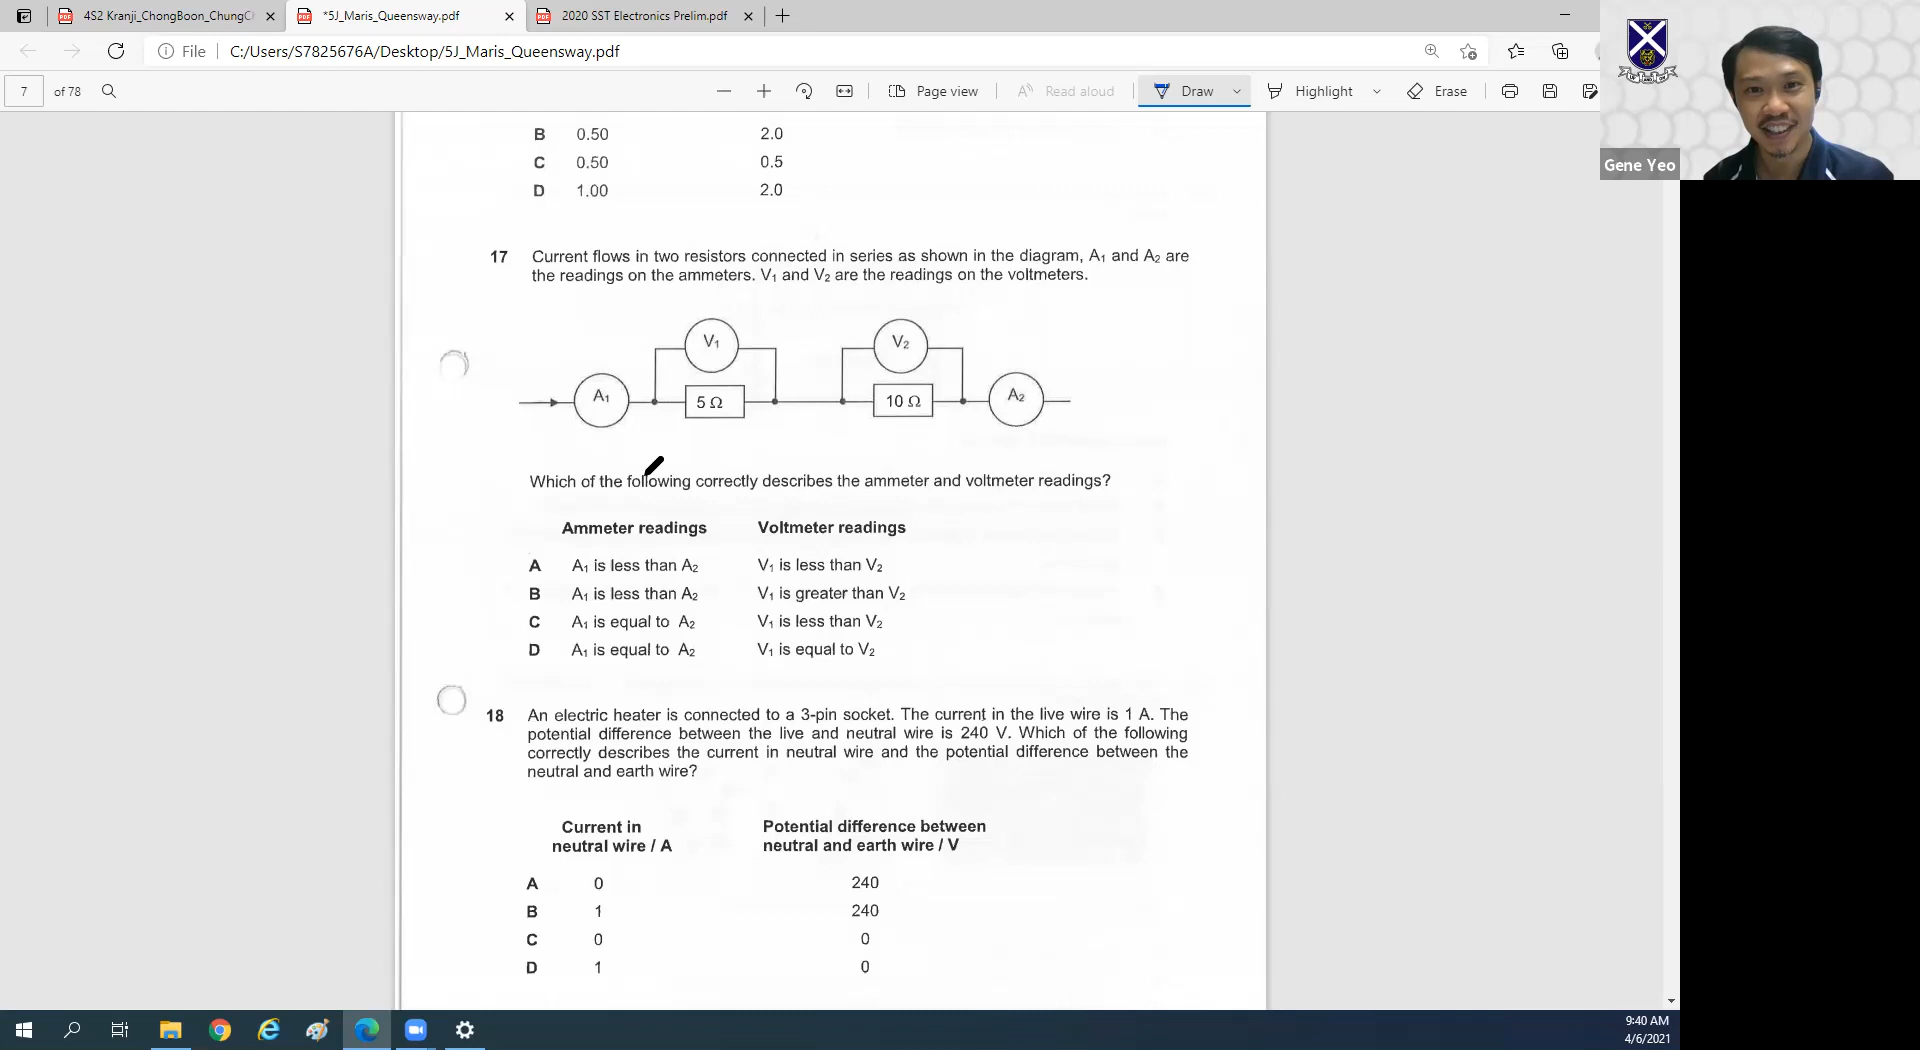 4S2 Kranji_ChongBoon_ChungC
*5J_Maris_Queensway.pdf
2020 SST Electronics Prelim.pdf
File
C:/Users/S7825676A/Desktop/5J_Maris_Queensway.pdf
7 of 78
Page view
Read aloud
Draw
Highlight
Erase
Gene Yeo
B 0.50 2.0
C 0.50 0.5
D 1.00 2.0
17 Current flows in two resistors connected in series as shown in the diagram, A₁ and A₂ are
the readings on the ammeters. V₁ and V₂ are the readings on the voltmeters.
V₁ V₂
A₁ 5 Ω 10 Ω A₂
Which of the following correctly describes the ammeter and voltmeter readings?
Ammeter readings Voltmeter readings
A A₁ is less than A₂ V₁ is less than V₂
B A₁ is less than A₂ V₁ is greater than V₂
C A₁ is equal to A₂ V₁ is less than V₂
D A₁ is equal to A₂ V₁ is equal to V₂
18 An electric heater is connected to a 3-pin socket. The current in the live wire is 1 A. The
potential difference between the live and neutral wire is 240 V. Which of the following
correctly describes the current in neutral wire and the potential difference between the
neutral and earth wire?
Current in Potential difference between
neutral wire / A neutral and earth wire / V
A 0 240
B 1 240
C 0 0
D 1 0
9:40 AM
4/6/2021